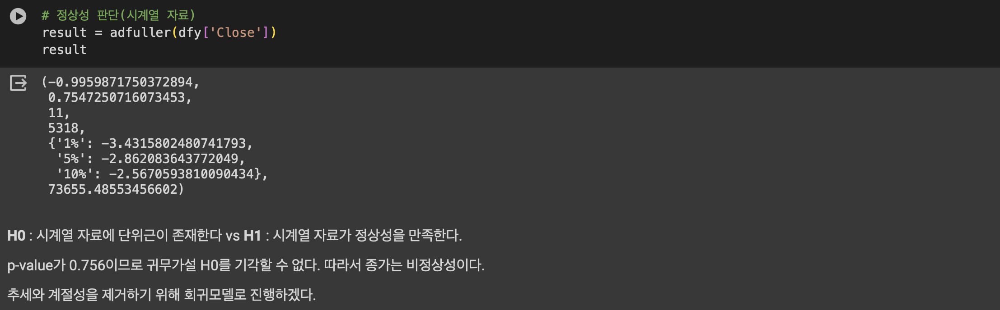 # 정상성 판단(시계열 자료)
result = adfuller(dfy['Close'])
result
(-0.9959871750372894,
0.7547250716073453,
11,
5318,
{'1%': -3.4315802480741793,
'5%': -2.862083643772049,
'10%': -2.5670593810090434},
73655.48553456602)
H0 : 시계열 자료에 단위근이 존재한다 vs H1 : 시계열 자료가 정상성을 만족한다.
p-value가 0.756이므로 귀무가설 H0를 기각할 수 없다. 따라서 종가는 비정상성이다.
추세와 계절성을 제거하기 위해 회귀모델로 진행하겠다.